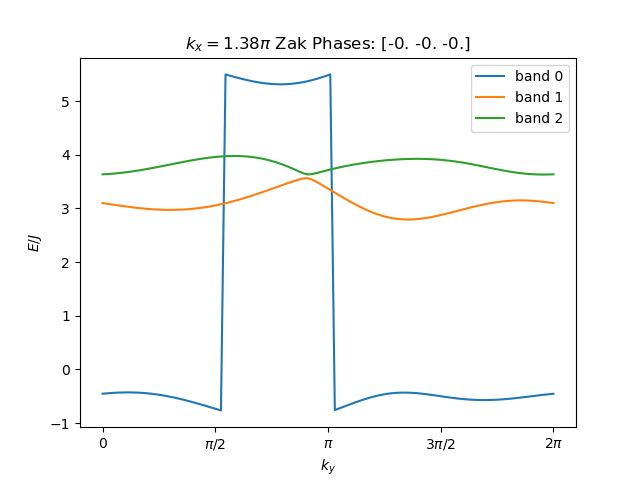 $k_x = 1.38\pi$ Zak Phases: [-0. -0. -0.]
band 0
band 1
band 2
E/J
5
4
3
2
1
0
−1
0
π/2
π
3π/2
2π
$k_y$